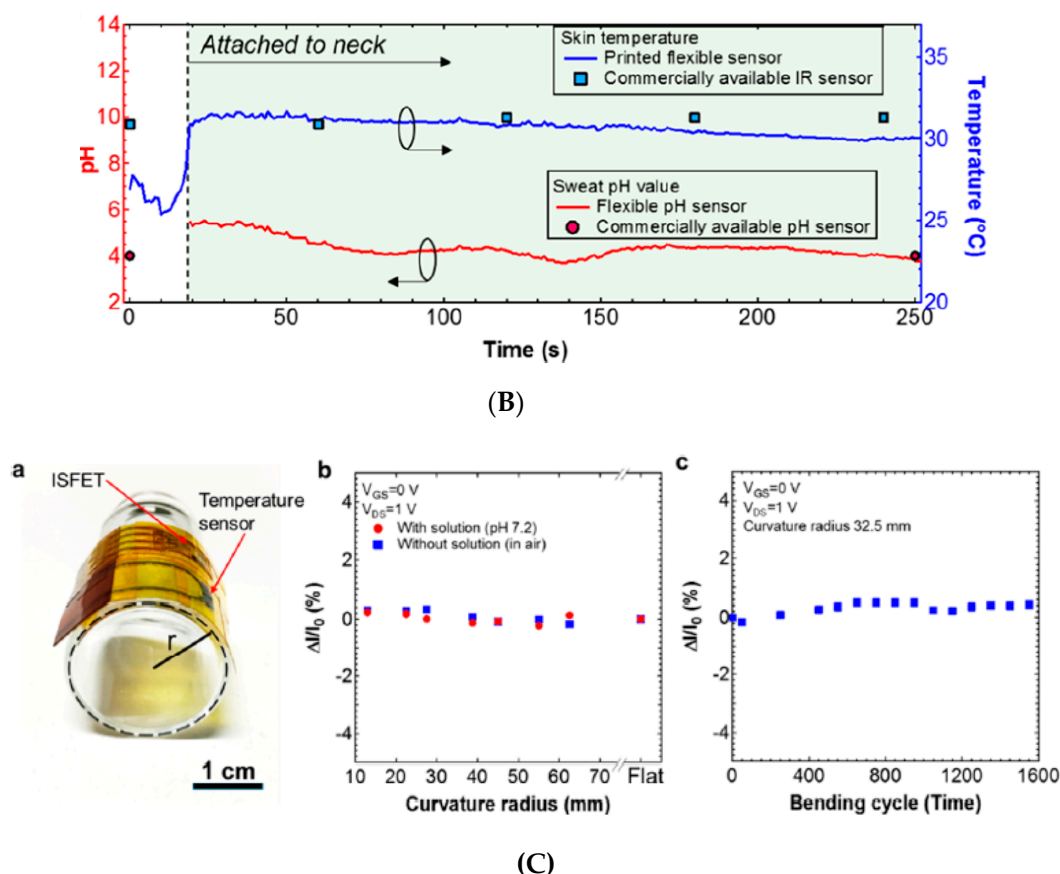 14
12
10
8
6
4
2
pH
Attached to neck
Skin temperature
Printed flexible sensor
Commercially available IR sensor
Sweat pH value
Flexible pH sensor
Commercially available pH sensor
35
30
25
20
Temperature (°C)
0 50 100 150 200 250
Time (s)
(B)
a
ISFET
Temperature
sensor
r
1 cm
b
V_GS=0 V
V_DS=1 V
With solution (pH 7.2)
Without solution (in air)
4
2
0
-2
-4
ΔI/I₀ (%)
10 20 30 40 50 60 70 Flat
Curvature radius (mm)
c
V_GS=0 V
V_DS=1 V
Curvature radius 32.5 mm
4
2
0
-2
-4
ΔI/I₀ (%)
0 400 800 1200 1600
Bending cycle (Time)
(C)